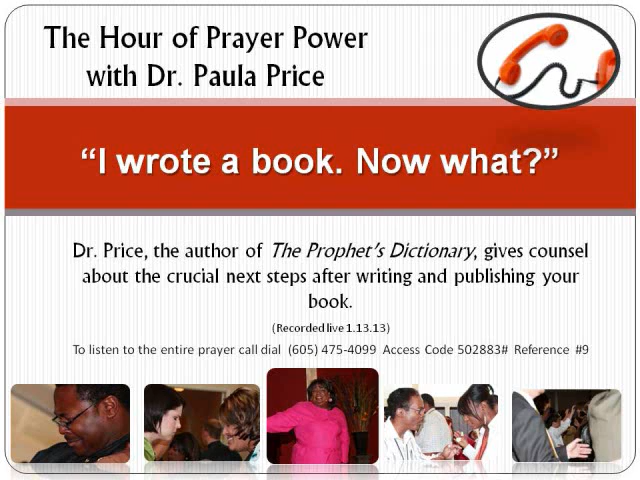 The Hour of Prayer Power
with Dr. Paula Price
“I wrote a book. Now what?”
Dr. Price, the author of The Prophet’s Dictionary, gives counsel
about the crucial next steps after writing and publishing your
book.
(Recorded live 1.13.13)
To listen to the entire prayer call dial (605) 475-4099 Access Code 502883# Reference #9